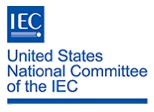 IEC
United States
National Committee
of the IEC